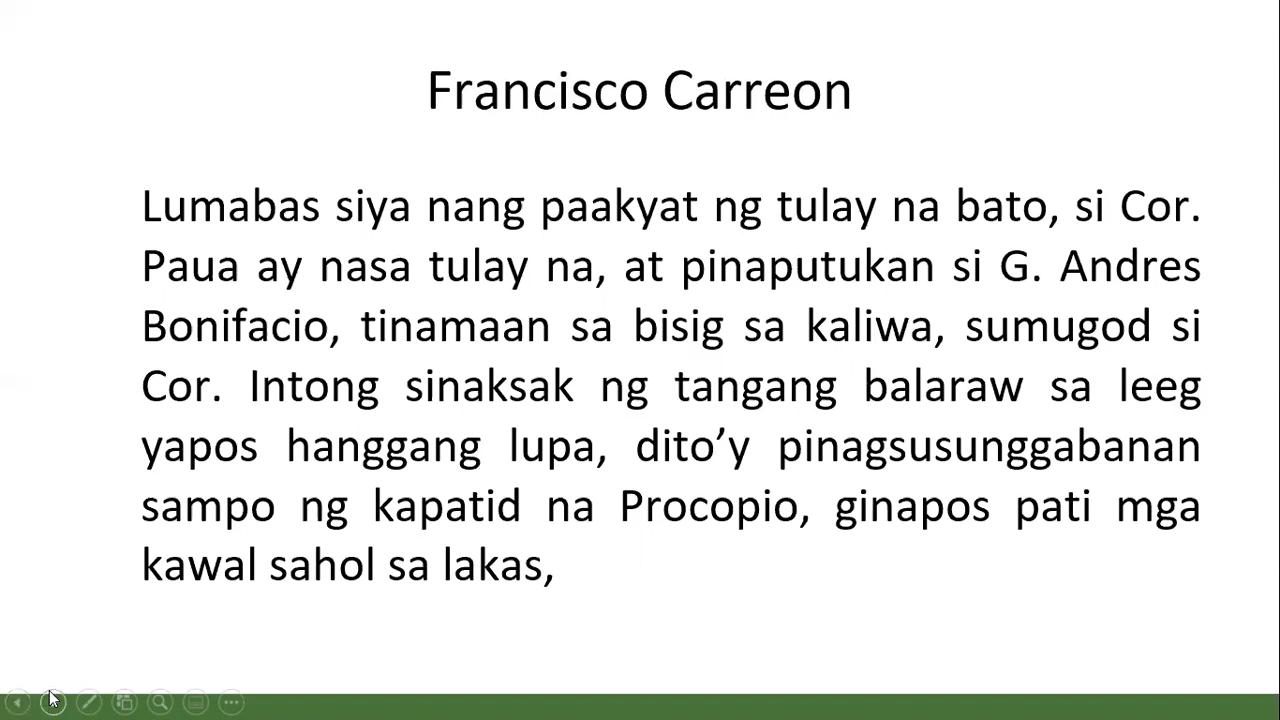 Francisco Carreon
Lumabas siya nang paakyat ng tulay na bato, si Cor.
Paua ay nasa tulay na, at pinaputukan si G. Andres
Bonifacio, tinamaan sa bisig sa kaliwa, sumugod si
Cor. Intong sinaksak ng tangang balaraw sa leeg
yapos hanggang lupa, dito’y pinagsusunggabanan
sampo ng kapatid na Procopio, ginapos pati mga
kawal sahol sa lakas,